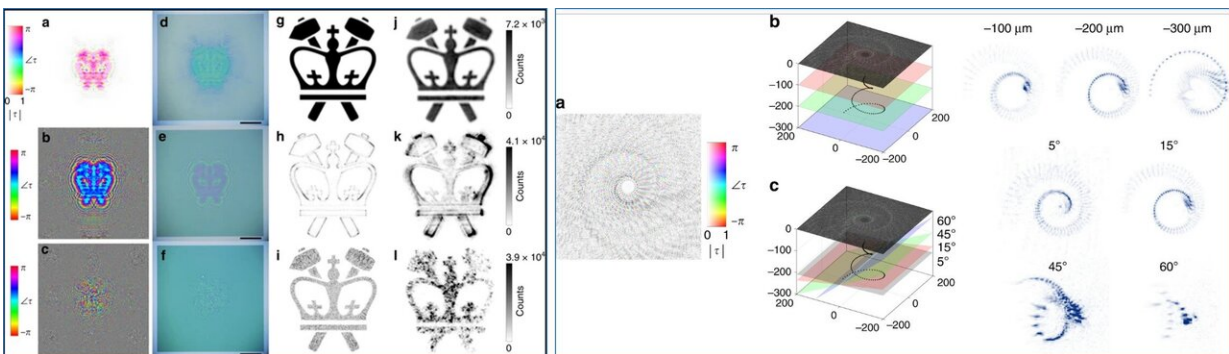 a
π
∠τ
−π
0 1
|τ|
b
π
∠τ
−π
c
π
∠τ
−π
d
e
f
g
h
i
j
7.2 × 10³
Counts
0
k
4.1 × 10⁴
Counts
0
l
3.9 × 10⁴
Counts
0
a
π
∠τ
−π
0 1
|τ|
b
0
−100
−200
−300
200
0
−200
−200
0
200
−100 μm
−200 μm
−300 μm
c
0
−100
−200
−300
200
0
−200
−200
0
200
60°
45°
15°
5°
5°
15°
45°
60°